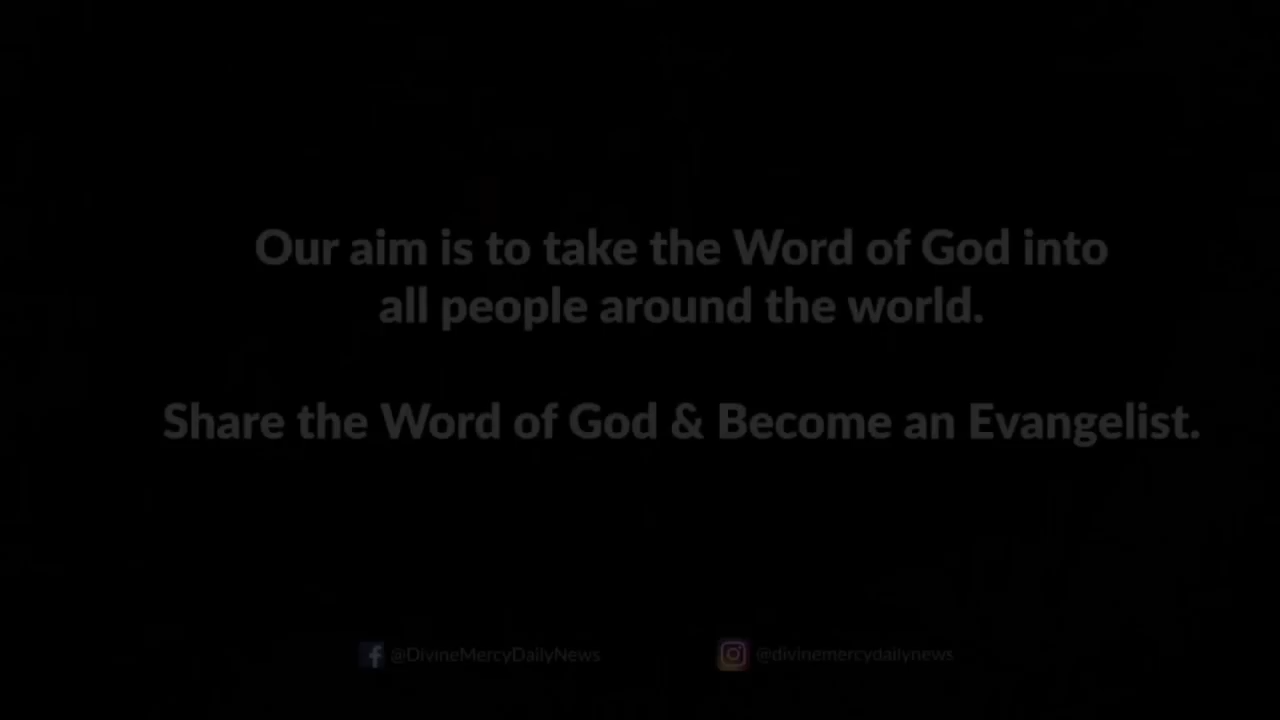 Our aim is to take the Word of God into
all people around the world.
Share the Word of God & Become an Evangelist.
@DivineMercyDailyNews
@divinemercydailynews